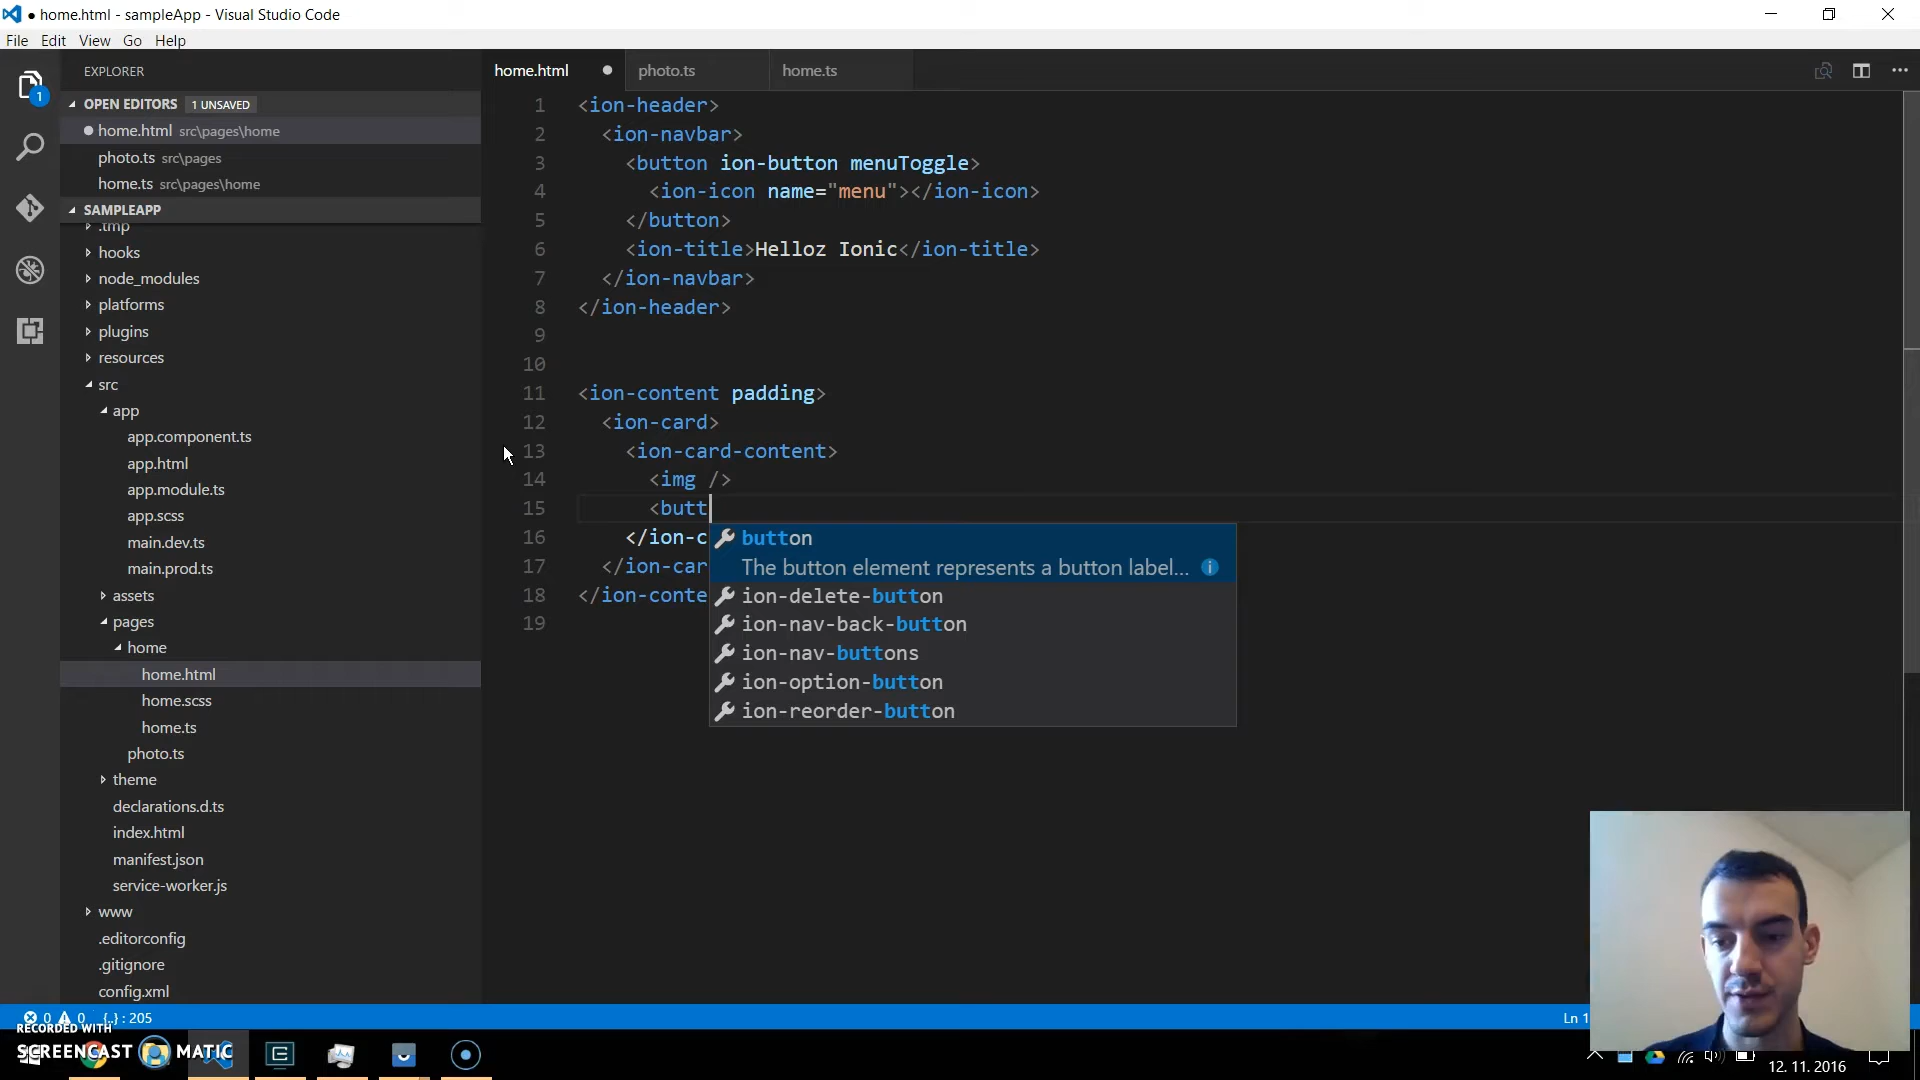 ● home.html - sampleApp - Visual Studio Code
File Edit View Go Help
EXPLORER
1
OPEN EDITORS 1 UNSAVED
home.html src\pages\home
photo.ts src\pages
home.ts src\pages\home
SAMPLEAPP
.tmp
hooks
node_modules
platforms
plugins
resources
src
app
app.component.ts
app.html
app.module.ts
app.scss
main.dev.ts
main.prod.ts
assets
pages
home
home.html
home.scss
home.ts
photo.ts
theme
declarations.d.ts
index.html
manifest.json
service-worker.js
www
.editorconfig
.gitignore
config.xml
home.html photo.ts home.ts
1 <ion-header>
2 <ion-navbar>
3 <button ion-button menuToggle>
4 <ion-icon name="menu"></ion-icon>
5 </button>
6 <ion-title>Helloz Ionic</ion-title>
7 </ion-navbar>
8 </ion-header>
9
10
11 <ion-content padding>
12 <ion-card>
13 <ion-card-content>
14 <img />
15 <butt
16 </ion-c
17 </ion-car
18 </ion-conte
19
button
The button element represents a button label...
ion-delete-button
ion-nav-back-button
ion-nav-buttons
ion-option-button
ion-reorder-button
0 0 {..} : 205
Ln 1
RECORDED WITH
SCREENCAST MATIC
12. 11. 2016